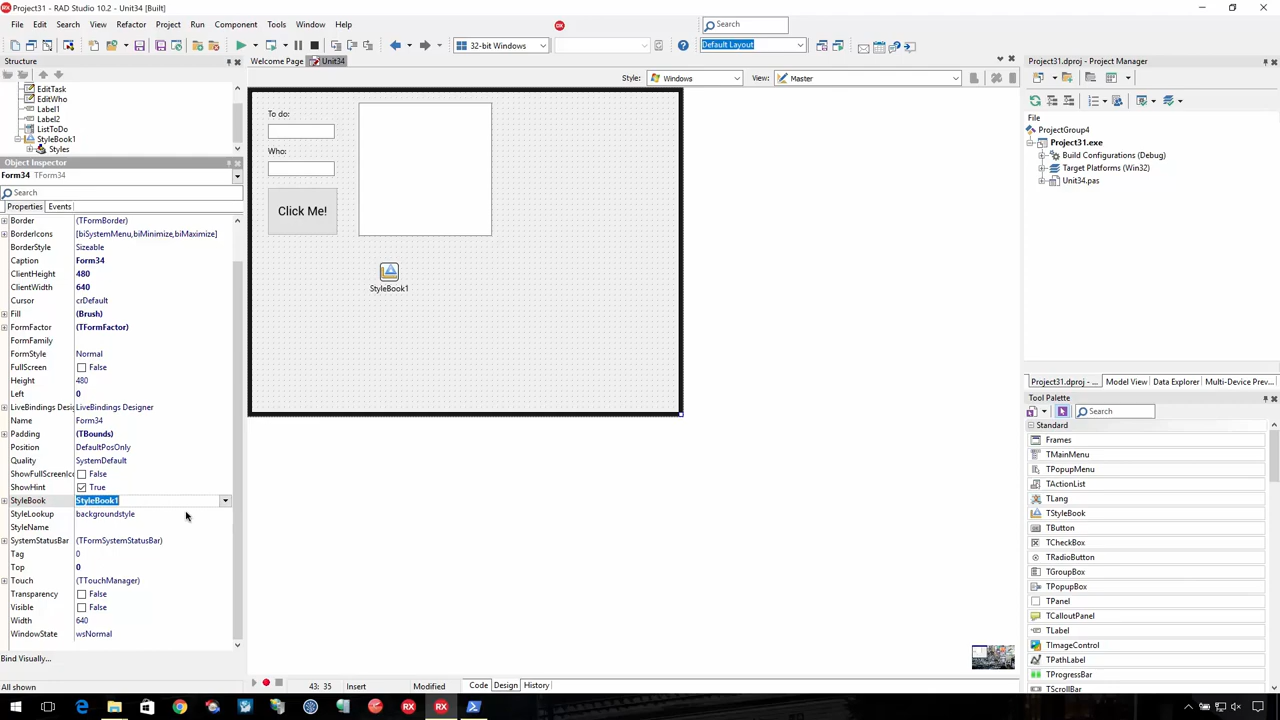 Project31 - RAD Studio 10.2 - Unit34 [Built]
File Edit Search View Refactor Project Run Component Tools Window Help
Search
32-bit Windows
Default Layout
Structure
EditTask
EditWho
Label1
Label2
ListToDo
StyleBook1
Styles
Object Inspector
Form34 TForm34
Search
Properties Events
Border (TFormBorder)
BorderIcons [biSystemMenu,biMinimize,biMaximize]
BorderStyle Sizeable
Caption Form34
ClientHeight 480
ClientWidth 640
Cursor crDefault
Fill (Brush)
FormFactor (TFormFactor)
FormFamily
FormStyle Normal
FullScreen False
Height 480
Left 0
LiveBindings Desig LiveBindings Designer
Name Form34
Padding (TBounds)
Position DefaultPosOnly
Quality SystemDefault
ShowFullScreenIc False
ShowHint True
StyleBook StyleBook1
StyleLookup backgroundstyle
StyleName
SystemStatusBar (TFormSystemStatusBar)
Tag 0
Top 0
Touch (TTouchManager)
Transparency False
Visible False
Width 640
WindowState wsNormal
Bind Visually...
All shown
Welcome Page Unit34
Style: Windows View: Master
To do:
Who:
Click Me!
StyleBook1
43: 35 Insert Modified Code Design History
Project31.dproj - Project Manager
File
ProjectGroup4
Project31.exe
Build Configurations (Debug)
Target Platforms (Win32)
Unit34.pas
Project31.dproj - ... Model View Data Explorer Multi-Device Prev...
Tool Palette
Search
Standard
Frames
TMainMenu
TPopupMenu
TActionList
TLang
TStyleBook
TButton
TCheckBox
TRadioButton
TGroupBox
TPopupBox
TPanel
TCalloutPanel
TLabel
TImageControl
TPathLabel
TProgressBar
TScrollBar